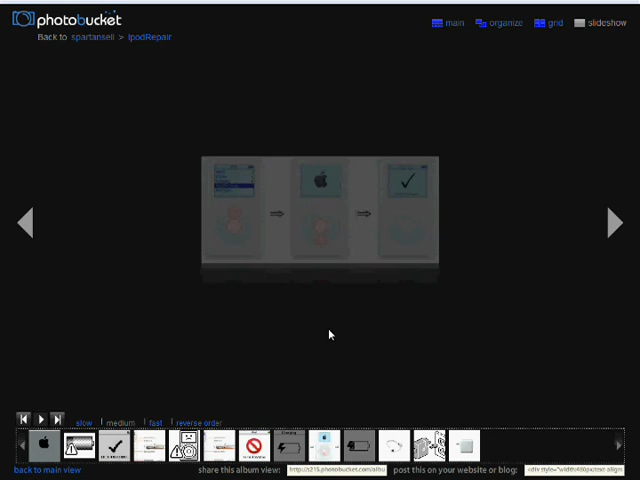 photobucket
main organize grid slideshow
Back to spartansell > IpodRepair
slow medium fast reverse order
back to main view share this album view: post this on your website or blog: